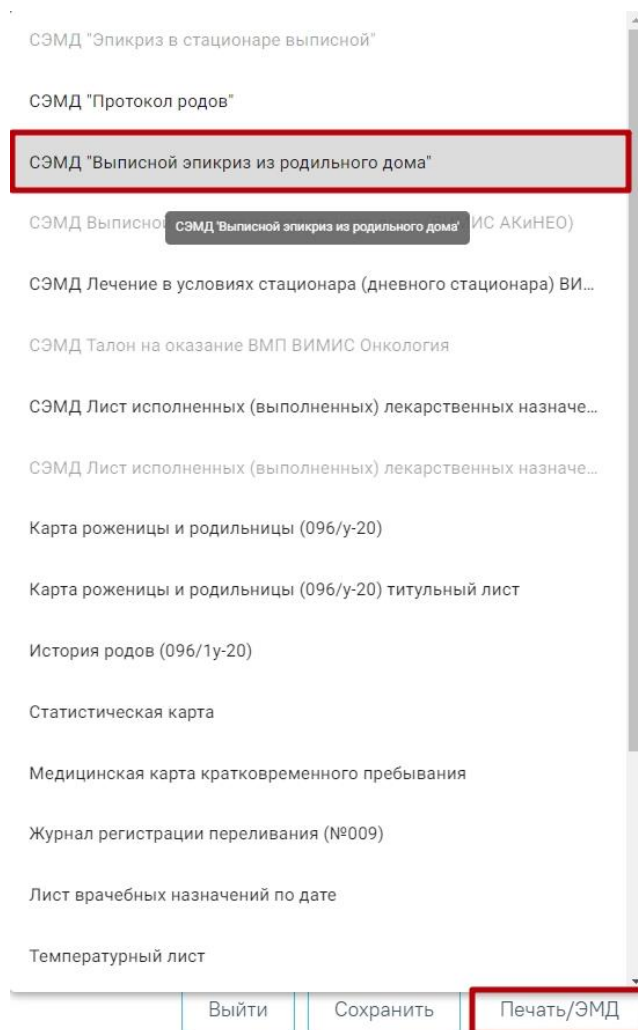 СЭМД "Эпикриз в стационаре выписной"
СЭМД "Протокол родов"
СЭМД "Выписной эпикриз из родильного дома"
СЭМД Выписно ИС АКиНЕО)
СЭМД 'Выписной эпикриз из родильного дома'
СЭМД Лечение в условиях стационара (дневного стационара) ВИ...
СЭМД Талон на оказание ВМП ВИМИС Онкология
СЭМД Лист исполненных (выполненных) лекарственных назначе...
СЭМД Лист исполненных (выполненных) лекарственных назначе...
Карта роженицы и родильницы (096/у-20)
Карта роженицы и родильницы (096/у-20) титульный лист
История родов (096/1у-20)
Статистическая карта
Медицинская карта кратковременного пребывания
Журнал регистрации переливания (№009)
Лист врачебных назначений по дате
Температурный лист
Выйти Сохранить Печать/ЭМД